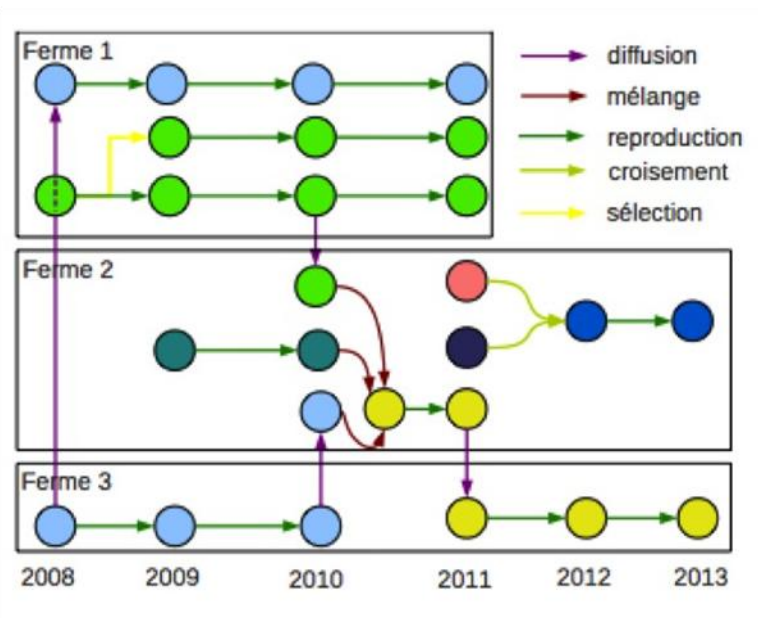 Ferme 1
diffusion
mélange
reproduction
croisement
sélection
Ferme 2
Ferme 3
2008 2009 2010 2011 2012 2013